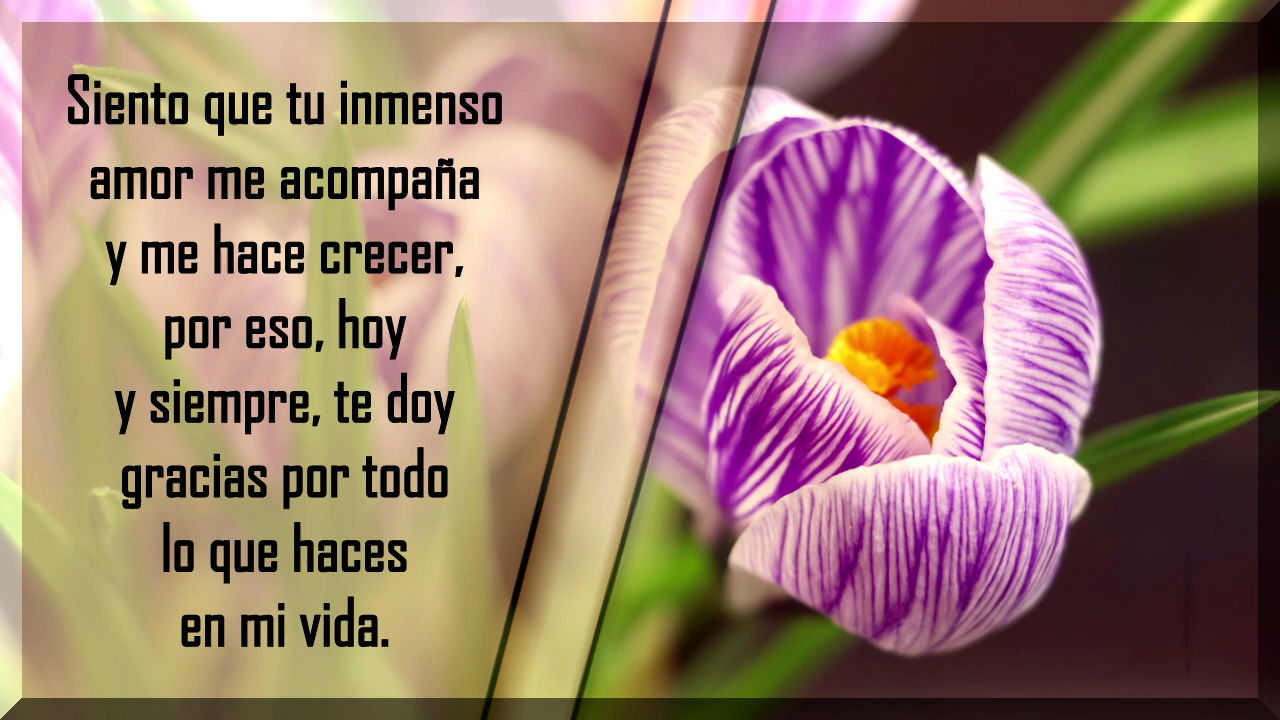 Siento que tu inmenso
amor me acompaña
y me hace crecer,
por eso, hoy
y siempre, te doy
gracias por todo
lo que haces
en mi vida.